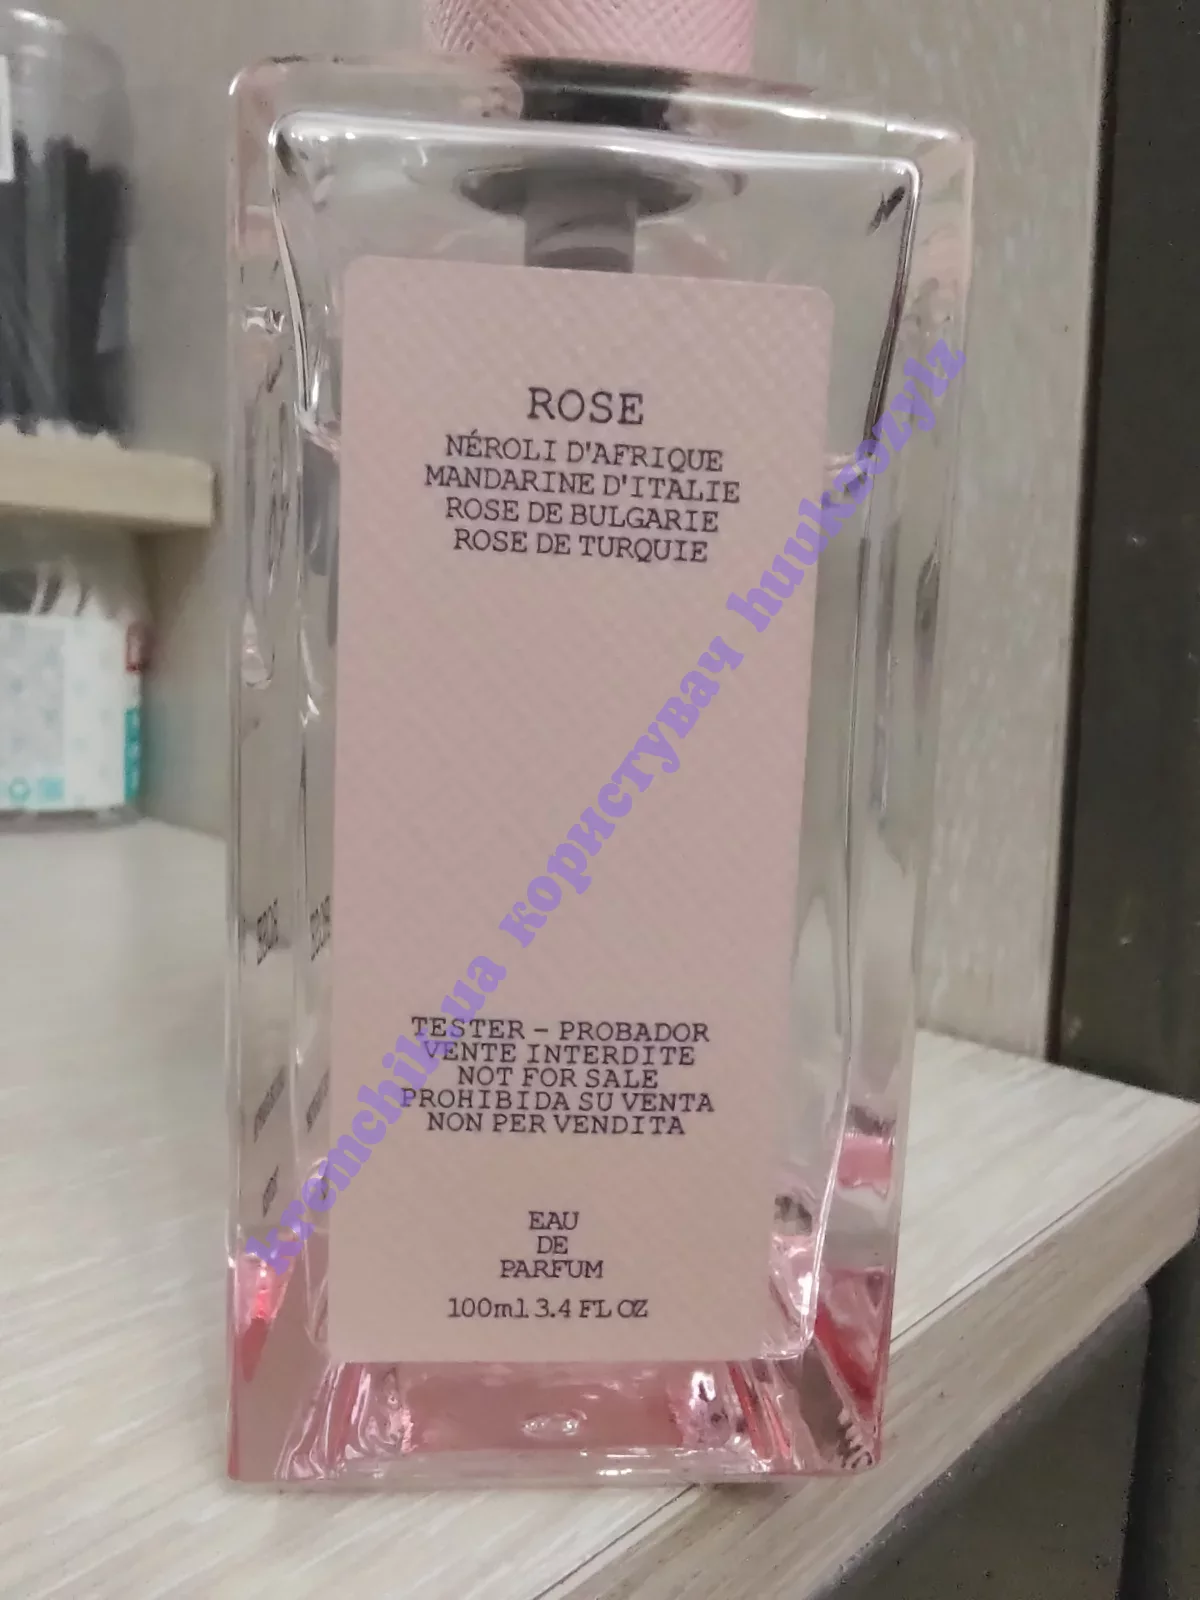 ROSE
NÉROLI D'AFRIQUE
MANDARINE D'ITALIE
ROSE DE BULGARIE
ROSE DE TURQUIE
kremchik.ua користувач huuksozylz
TESTER - PROBADOR
VENTE INTERDITE
NOT FOR SALE
PROHIBIDA SU VENTA
NON PER VENDITA
EAU
DE
PARFUM
100ml 3.4 FL OZ